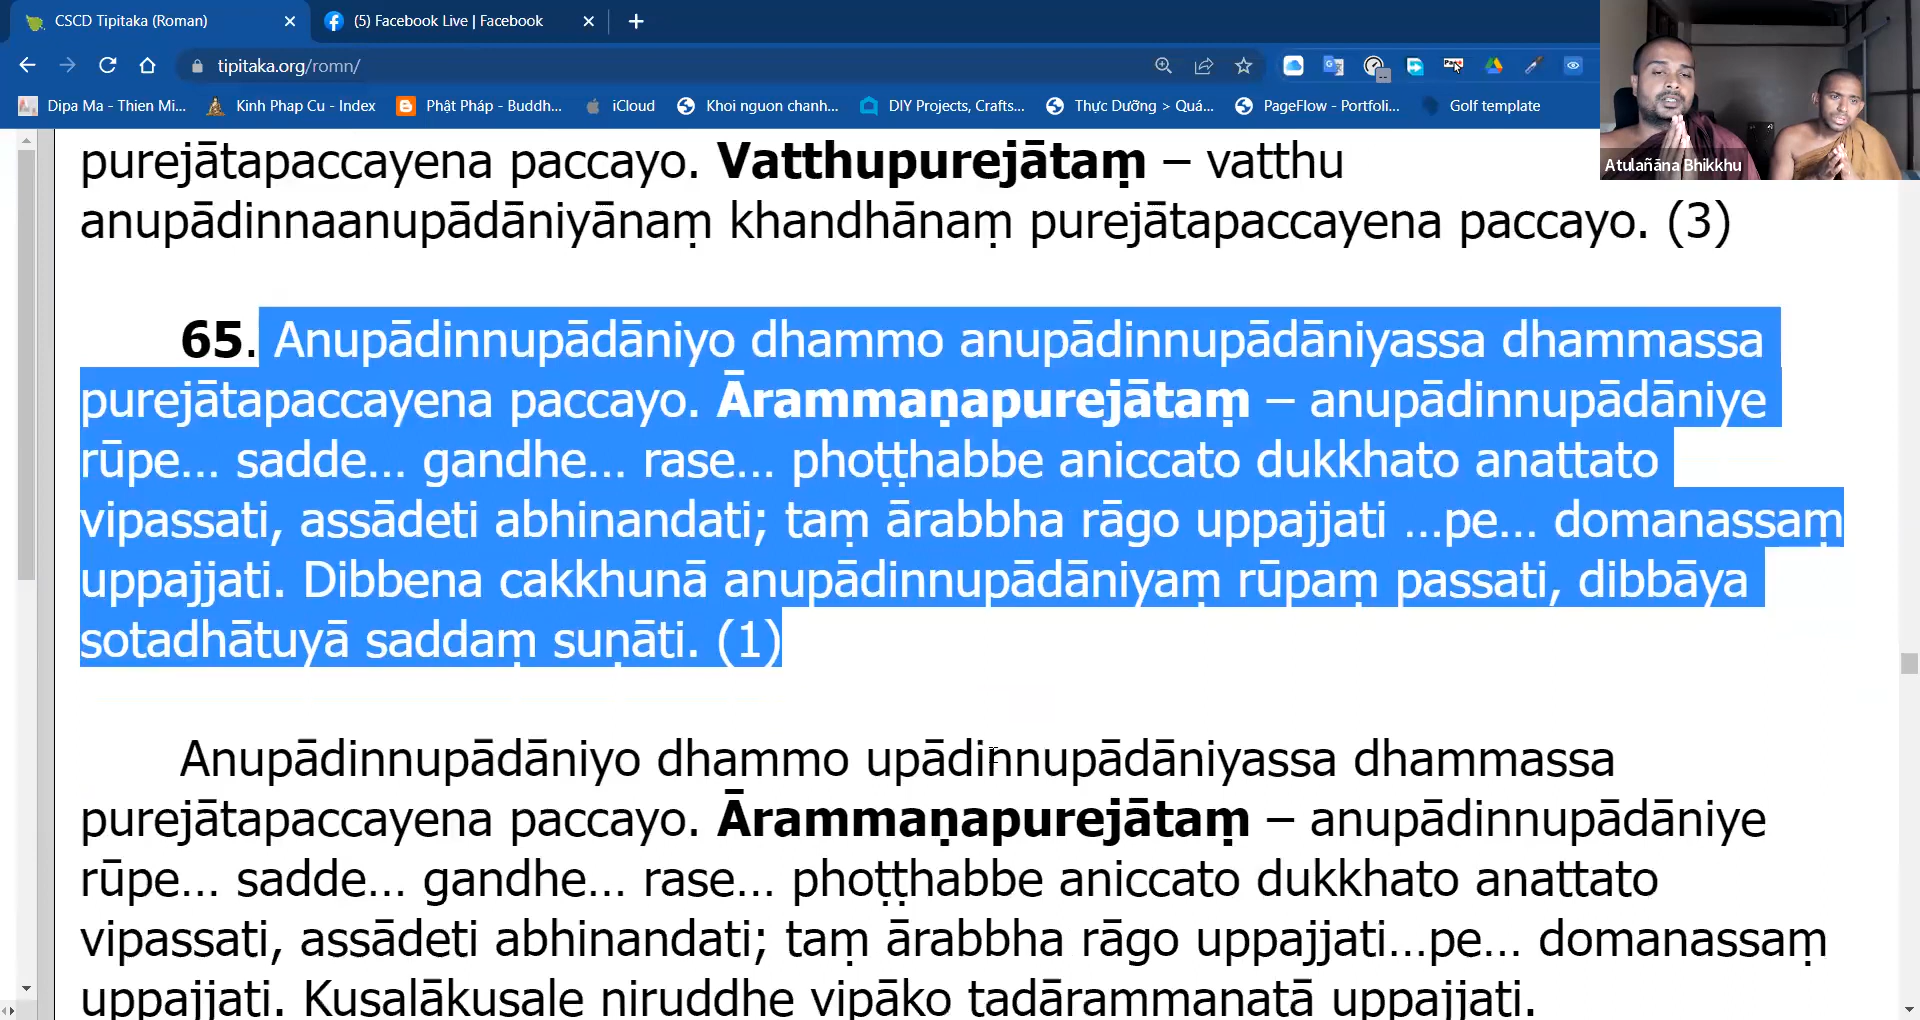 CSCD Tipitaka (Roman)
(5) Facebook Live | Facebook
tipitaka.org/romn/
Dipa Ma - Thien Mi...
Kinh Phap Cu - Index
Phật Pháp - Buddh...
iCloud
Khoi nguon chanh...
DIY Projects, Crafts...
Thực Dưỡng > Quá...
PageFlow - Portfoli...
Golf template
Atulañāna Bhikkhu
purejātapaccayena paccayo. Vatthupurejātaṃ – vatthu
anupādinnaanupādāniyānaṃ khandhānaṃ purejātapaccayena paccayo. (3)
65. Anupādinnupādāniyo dhammo anupādinnupādāniyassa dhammassa
purejātapaccayena paccayo. Ārammaṇapurejātaṃ – anupādinnupādāniye
rūpe… sadde… gandhe… rase… phoṭṭhabbe aniccato dukkhato anattato
vipassati, assādeti abhinandati; taṃ ārabbha rāgo uppajjati …pe… domanassaṃ
uppajjati. Dibbena cakkhunā anupādinnupādāniyaṃ rūpaṃ passati, dibbāya
sotadhātuyā saddaṃ suṇāti. (1)
Anupādinnupādāniyo dhammo upādinnupādāniyassa dhammassa
purejātapaccayena paccayo. Ārammaṇapurejātaṃ – anupādinnupādāniye
rūpe… sadde… gandhe… rase… phoṭṭhabbe aniccato dukkhato anattato
vipassati, assādeti abhinandati; taṃ ārabbha rāgo uppajjati…pe… domanassaṃ
uppajjati. Kusalākusale niruddhe vipāko tadārammanatā uppajjati.